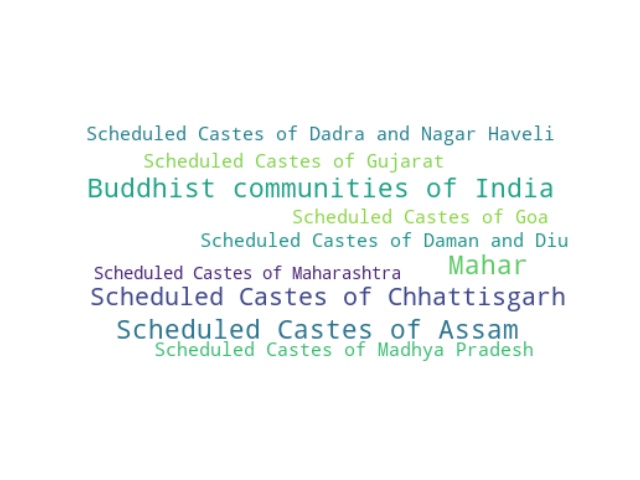 Scheduled Castes of Dadra and Nagar Haveli
Scheduled Castes of Gujarat
Buddhist communities of India
Scheduled Castes of Goa
Scheduled Castes of Daman and Diu
Mahar
Scheduled Castes of Maharashtra
Scheduled Castes of Chhattisgarh
Scheduled Castes of Assam
Scheduled Castes of Madhya Pradesh